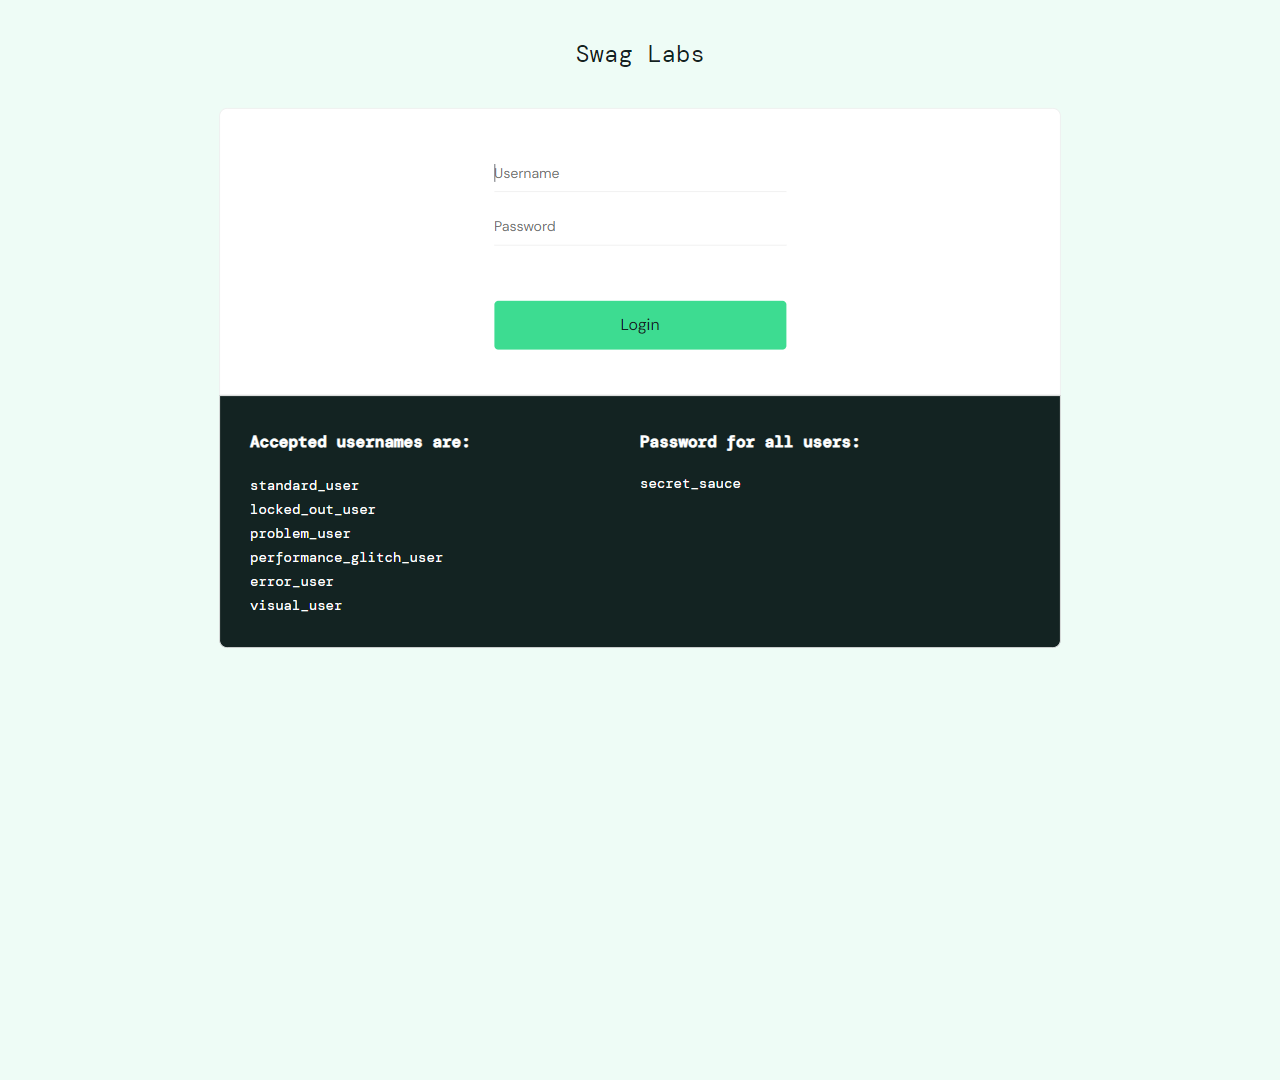 Swag Labs
Username
Password
Login
Accepted usernames are:
standard_user
locked_out_user
problem_user
performance_glitch_user
error_user
visual_user
Password for all users:
secret_sauce